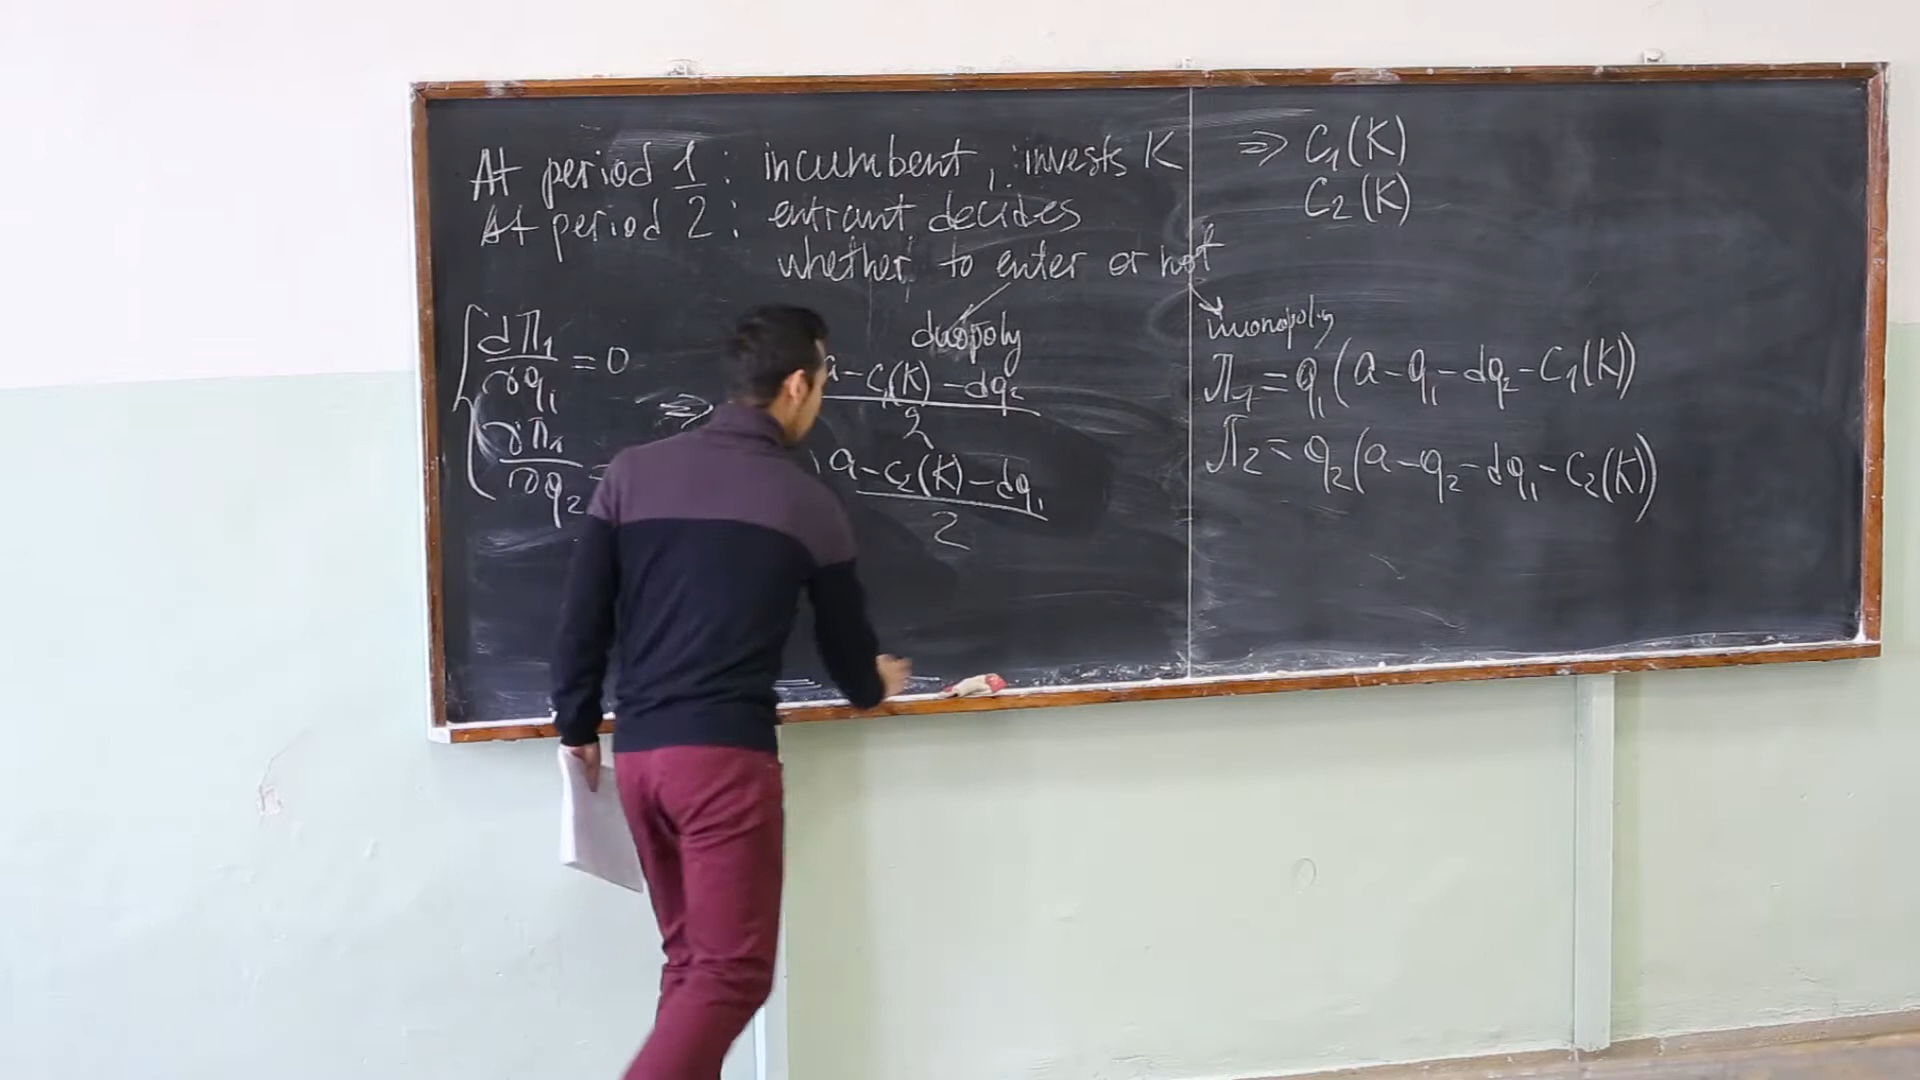 At period 1: incumbent, invests K
At period 2: entrant decides
whether to enter or not
⇒ C₁(K)
C₂(K)
duopoly
monopoly
∂Π₁/∂q₁ = 0
∂Π₁/∂q₂ =
⇒
a - C₁(K) - dq₂ / 2
a - C₂(K) - dq₁ / 2
Π₁ = q₁(a - q₁ - dq₂ - C₁(K))
Π₂ = q₂(a - q₂ - dq₁ - C₂(K))